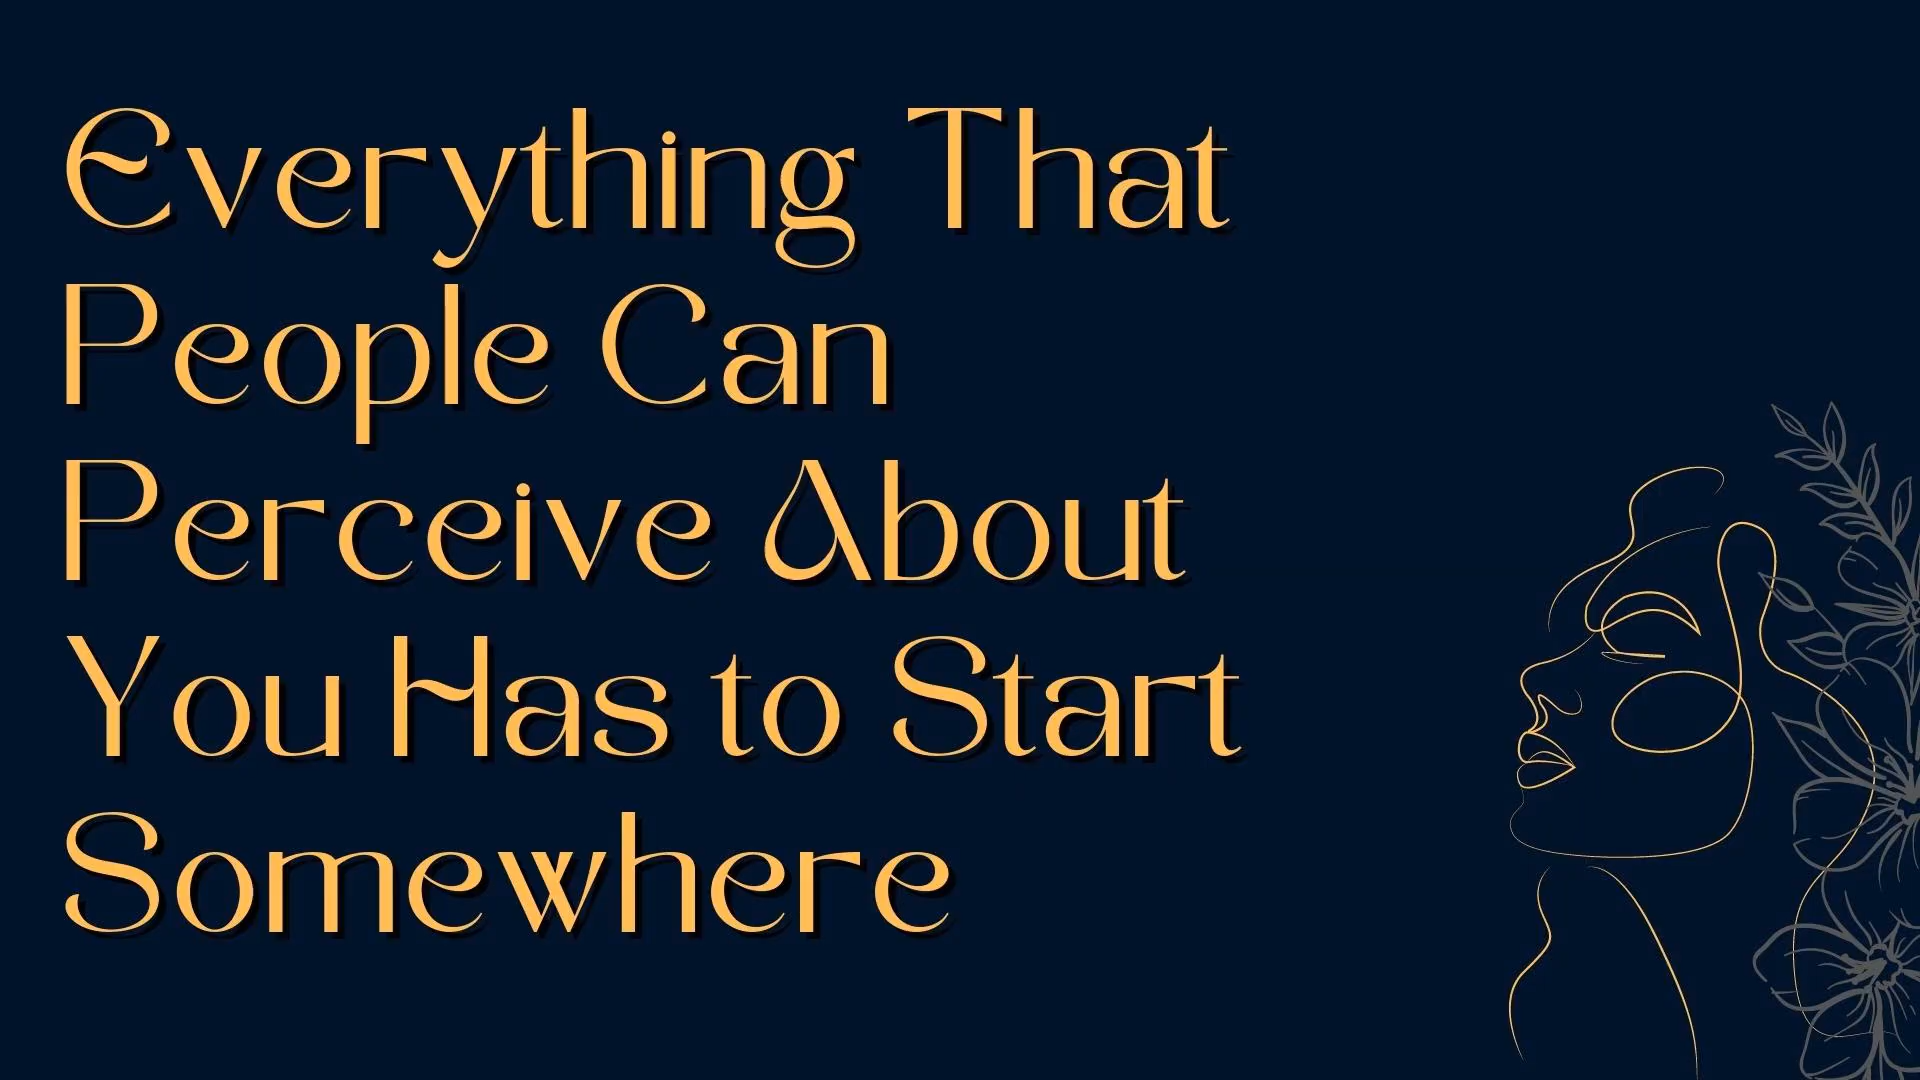 Everything That
People Can
Perceive About
You Has to Start
Somewhere